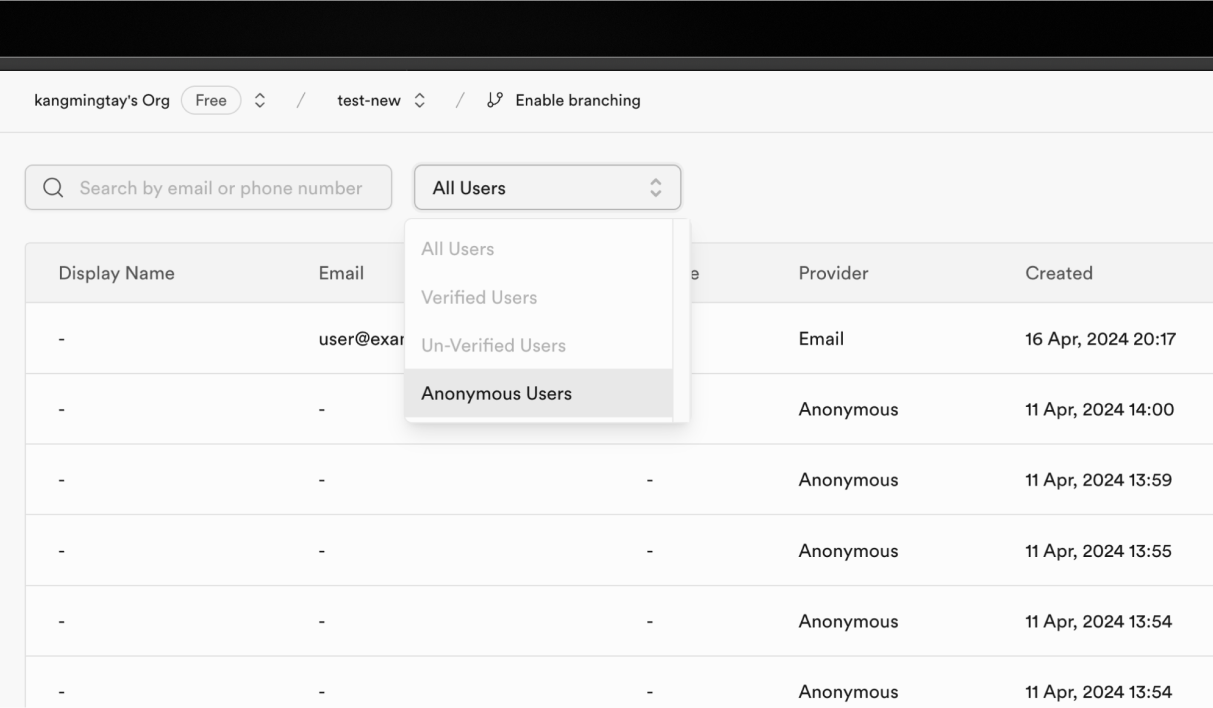 kangmingtay's Org Free / test-new / Enable branching
Search by email or phone number All Users
All Users
Verified Users
Un-Verified Users
Anonymous Users
Display Name Email Provider Created
- Email 16 Apr, 2024 20:17
- - Anonymous 11 Apr, 2024 14:00
- - - Anonymous 11 Apr, 2024 13:59
- - - Anonymous 11 Apr, 2024 13:55
- - - Anonymous 11 Apr, 2024 13:54
- - - Anonymous 11 Apr, 2024 13:54